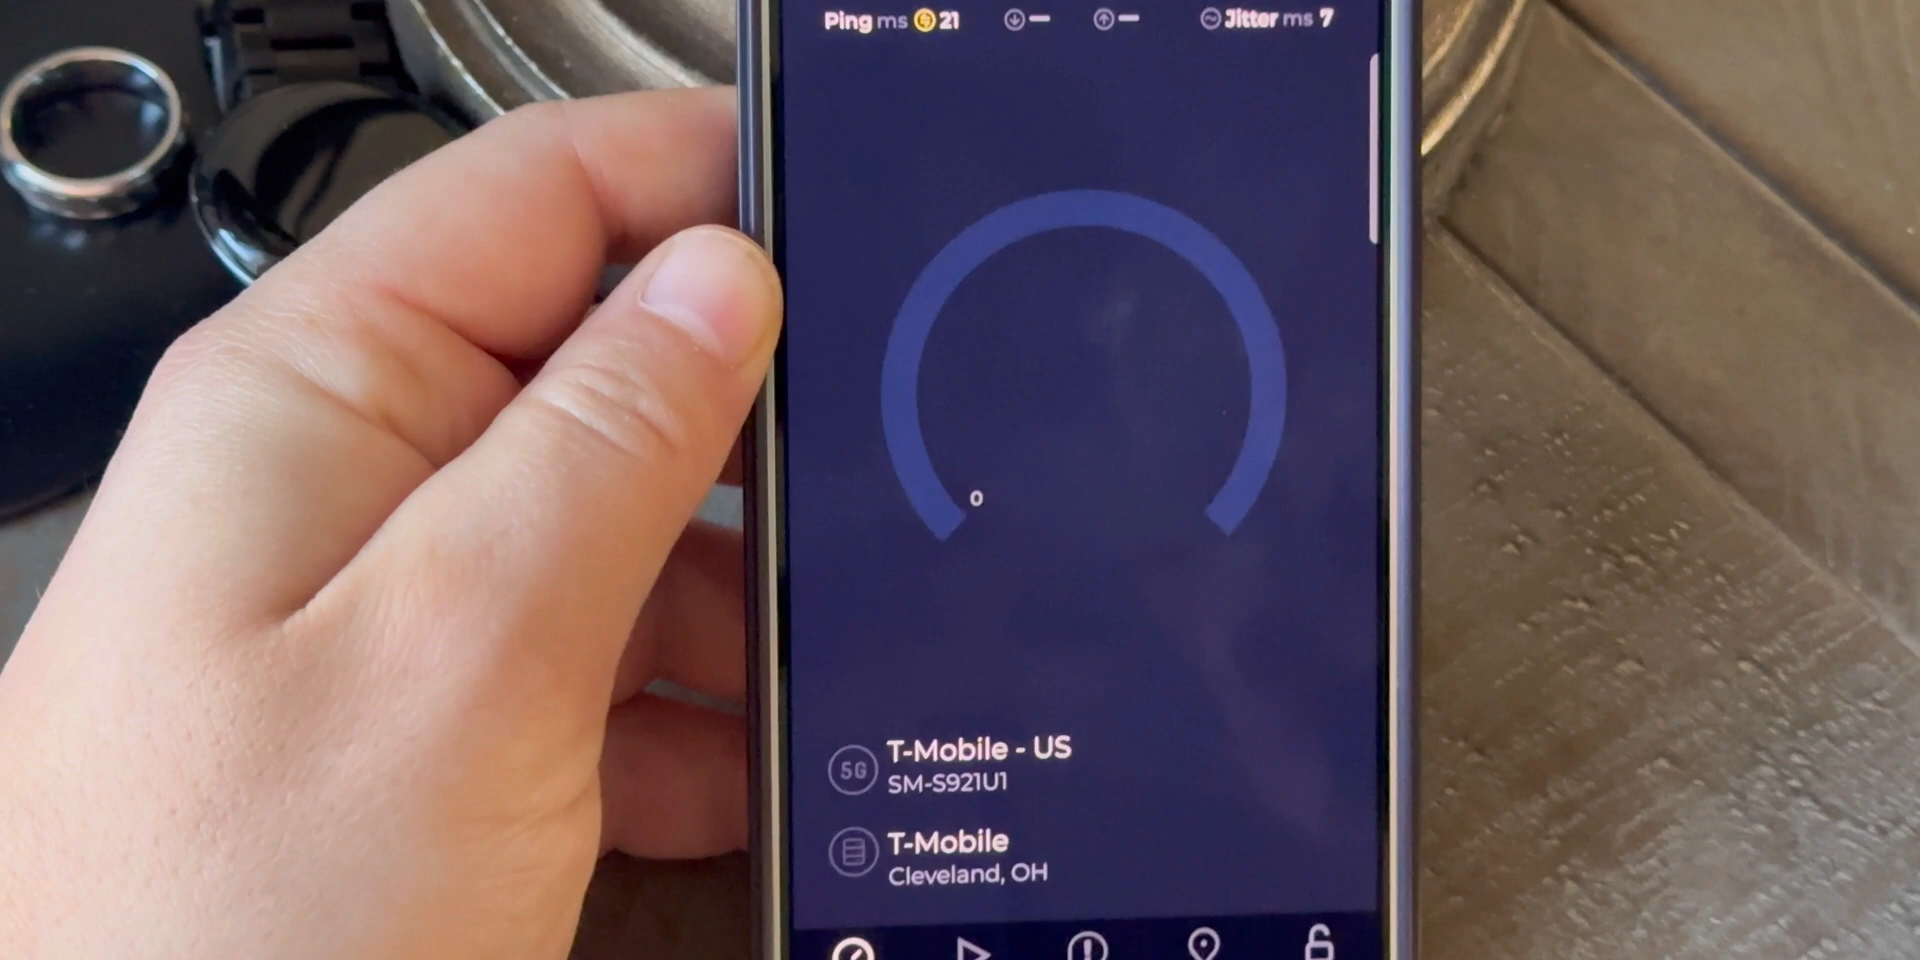 Ping ms 21 — — Jitter ms 7
0
5G T-Mobile - US
SM-S921U1
T-Mobile
Cleveland, OH